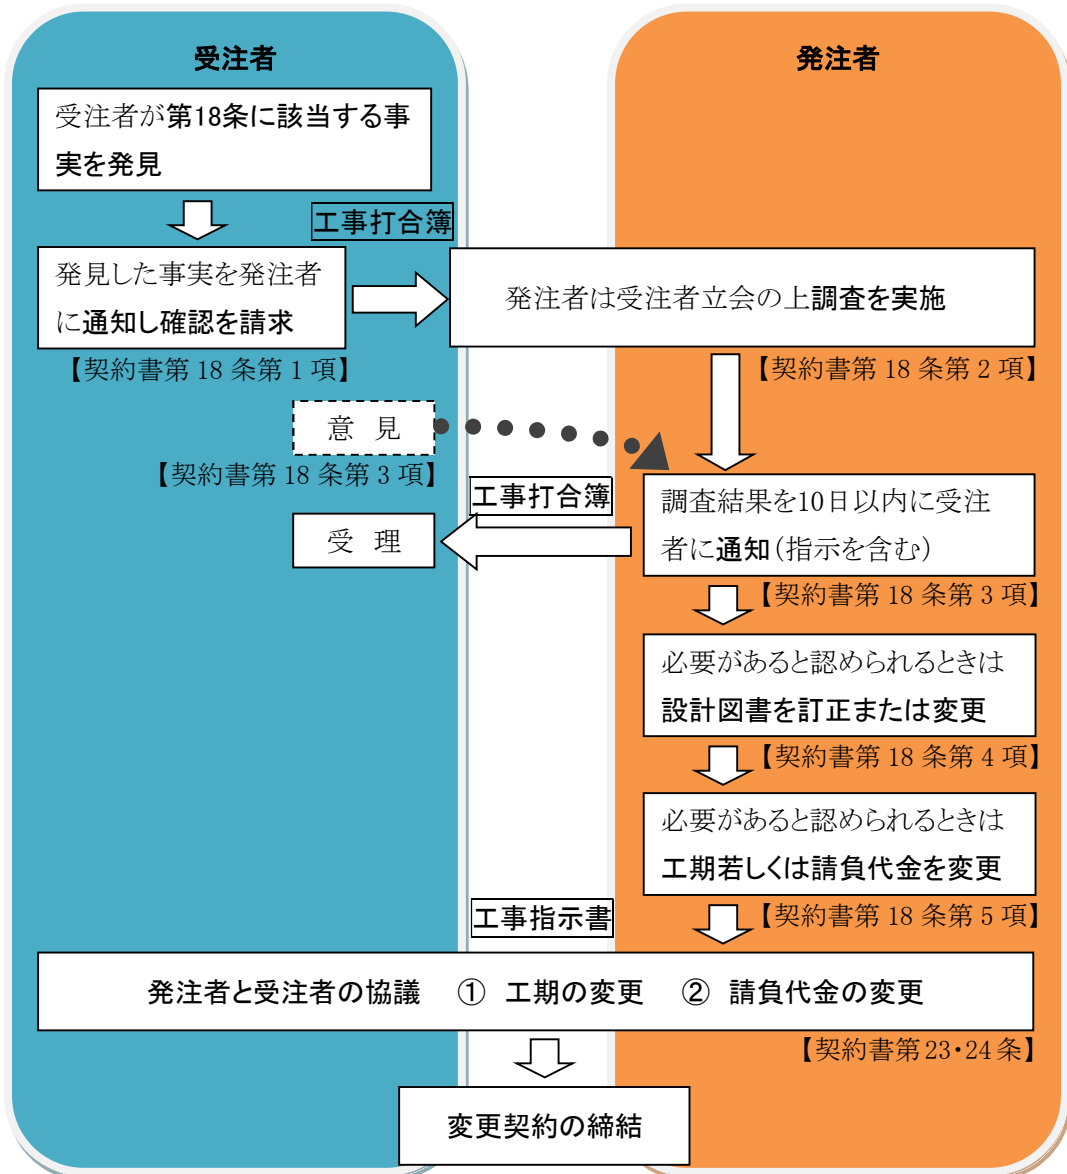 受注者
発注者
受注者が第18条に該当する事
実を発見
工事打合簿
発見した事実を発注者
に通知し確認を請求
発注者は受注者立会の上調査を実施
【契約書第18条第1項】
【契約書第18条第2項】
意 見
【契約書第18条第3項】
工事打合簿
調査結果を10日以内に受注
者に通知(指示を含む)
受 理
【契約書第18条第3項】
必要があると認められるときは
設計図書を訂正または変更
【契約書第18条第4項】
必要があると認められるときは
工期若しくは請負代金を変更
工事指示書
【契約書第18条第5項】
発注者と受注者の協議 ① 工期の変更 ② 請負代金の変更
【契約書第23・24条】
変更契約の締結